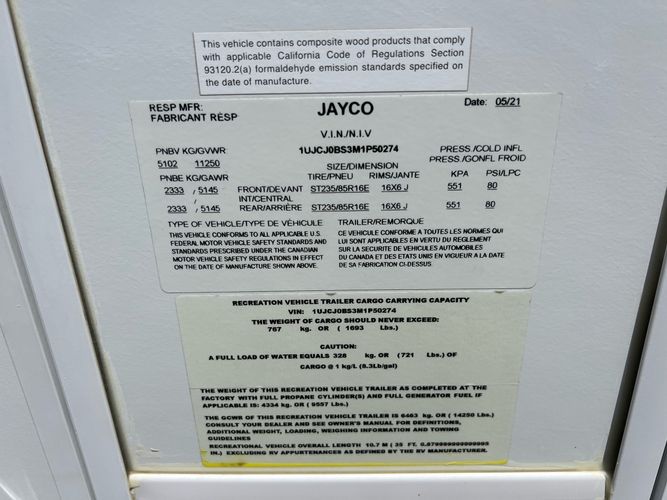 This vehicle contains composite wood products that comply
with applicable California Code of Regulations Section
93120.2(a) formaldehyde emission standards specified on
the date of manufacture.
RESP MFR: JAYCO Date: 05/21
FABRICANT RESP
V.I.N./N.I.V
PNBV KG/GVWR 1UJCJ0BS3M1P50274 PRESS/COLD INFL
5102 11250 SIZE/DIMENSION PRESS/GONFL FROID
PNBE KG/GAWR TIRE/PNEU RIMS/JANTE KPA PSI/LPC
2333 / 5145 FRONT/DEVANT ST235/85R16E 16X6 J 551 80
INT/CENTRAL
2333 / 5145 REAR/ARRIÈRE ST235/85R16E 16X6 J 551 80
TYPE OF VEHICLE/TYPE DE VÉHICULE TRAILER/REMORQUE
THIS VEHICLE CONFORMS TO ALL APPLICABLE U.S.
FEDERAL MOTOR VEHICLE SAFETY STANDARDS AND
STANDARDS PRESCRIBED UNDER THE CANADIAN
MOTOR VEHICLE SAFETY REGULATIONS IN EFFECT
ON THE DATE OF MANUFACTURE SHOWN ABOVE.
CE VEHICULE CONFORME A TOUTES LES NORMES QUI
LUI SONT APPLICABLES EN VERTU DU REGLEMENT
SUR LA SECURITE DE VEHICULES AUTOMOBILES
DU CANADA ET DES ETATS UNIS EN VIGUEUR A LA DATE
DE SA FABRICATION CI-DESSUS
RECREATION VEHICLE TRAILER CARGO CARRYING CAPACITY
VIN: 1UJCJ0BS3M1P50274
THE WEIGHT OF CARGO SHOULD NEVER EXCEED:
767 kg. OR ( 1693 Lbs.)
CAUTION:
A FULL LOAD OF WATER EQUALS 328 kg. OR (721 Lbs.) OF
CARGO @ 1 kg/L (8.3Lb/gal)
THE WEIGHT OF THIS RECREATION VEHICLE TRAILER AS COMPLETED AT THE
FACTORY WITH FULL PROPANE CYLINDER(S) AND FULL GENERATOR FUEL IF
APPLICABLE IS: 4334 kg. OR (9557 Lbs.)
THE GCWR OF THIS RECREATION VEHICLE TRAILER IS 6463 kg. OR (14250 Lbs.)
CONSULT YOUR DEALER AND SEE OWNER'S MANUAL FOR DEFINITIONS,
ADDITIONAL WEIGHT, LOADING, WEIGHING INFORMATION AND TOWING
GUIDELINES
RECREATIONAL VEHICLE OVERALL LENGTH 10.7 M ( 35 FT. 0.879999999999995
IN.) EXCLUDING RV APPURTENANCES AS DEFINED BY THE RV MANUFACTURER.